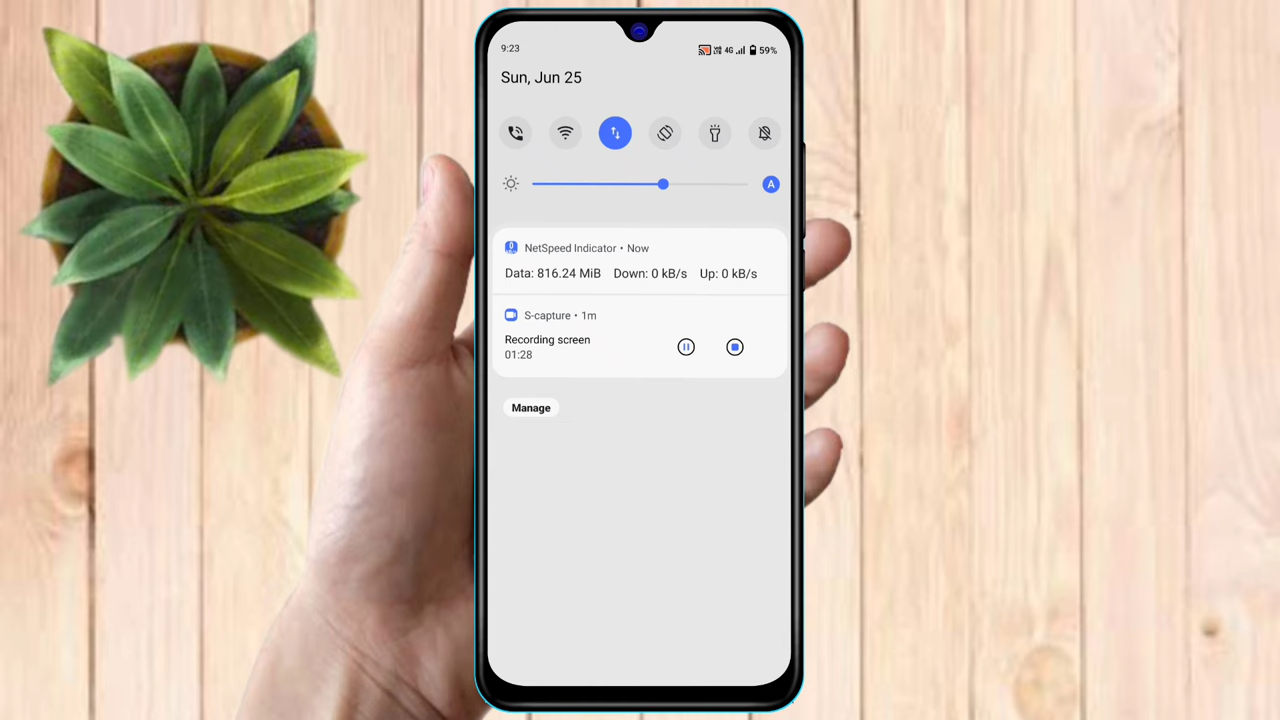 9:23
4G 59%
Sun, Jun 25
A
NetSpeed Indicator • Now
Data: 816.24 MiB Down: 0 kB/s Up: 0 kB/s
S-capture • 1m
Recording screen
01:28
Manage